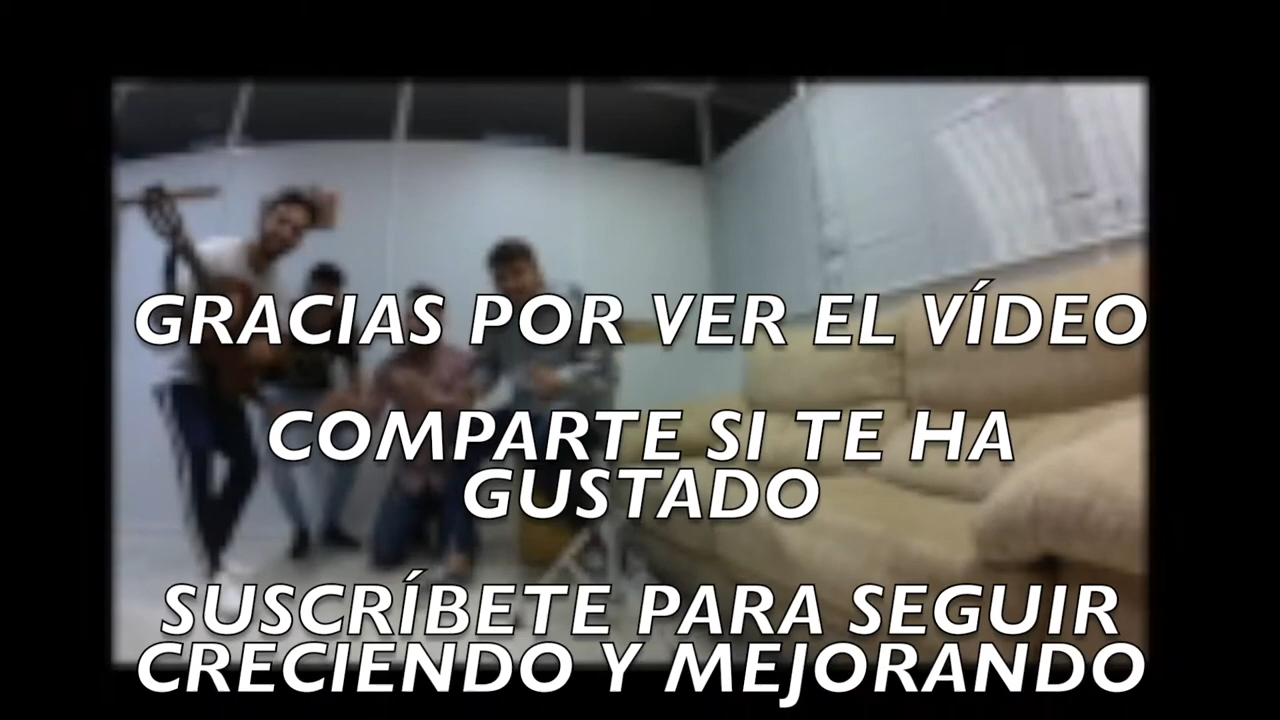 GRACIAS POR VER EL VÍDEO
COMPARTE SI TE HA
GUSTADO
SUSCRÍBETE PARA SEGUIR
CRECIENDO Y MEJORANDO